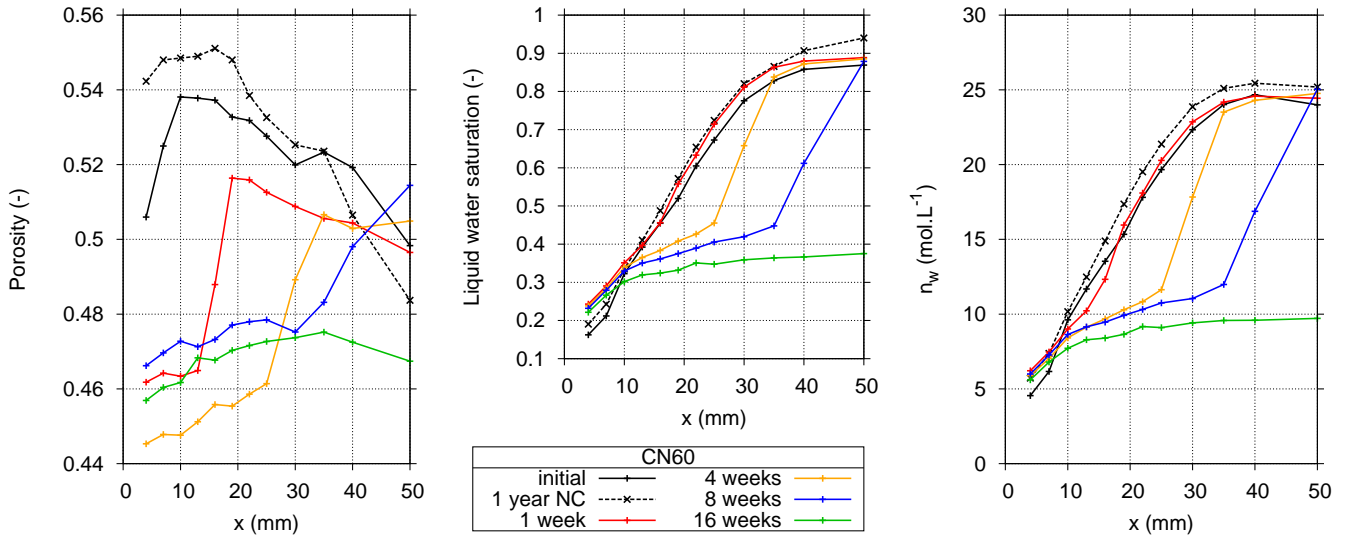 Porosity (-)
0.56
0.54
0.52
0.5
0.48
0.46
0.44
0 10 20 30 40 50
x (mm)
Liquid water saturation (-)
1
0.9
0.8
0.7
0.6
0.5
0.4
0.3
0.2
0.1
0 10 20 30 40 50
x (mm)
CN60
initial 4 weeks
1 year NC 8 weeks
1 week 16 weeks
n_w (mol.L⁻¹)
30
25
20
15
10
5
0
0 10 20 30 40 50
x (mm)